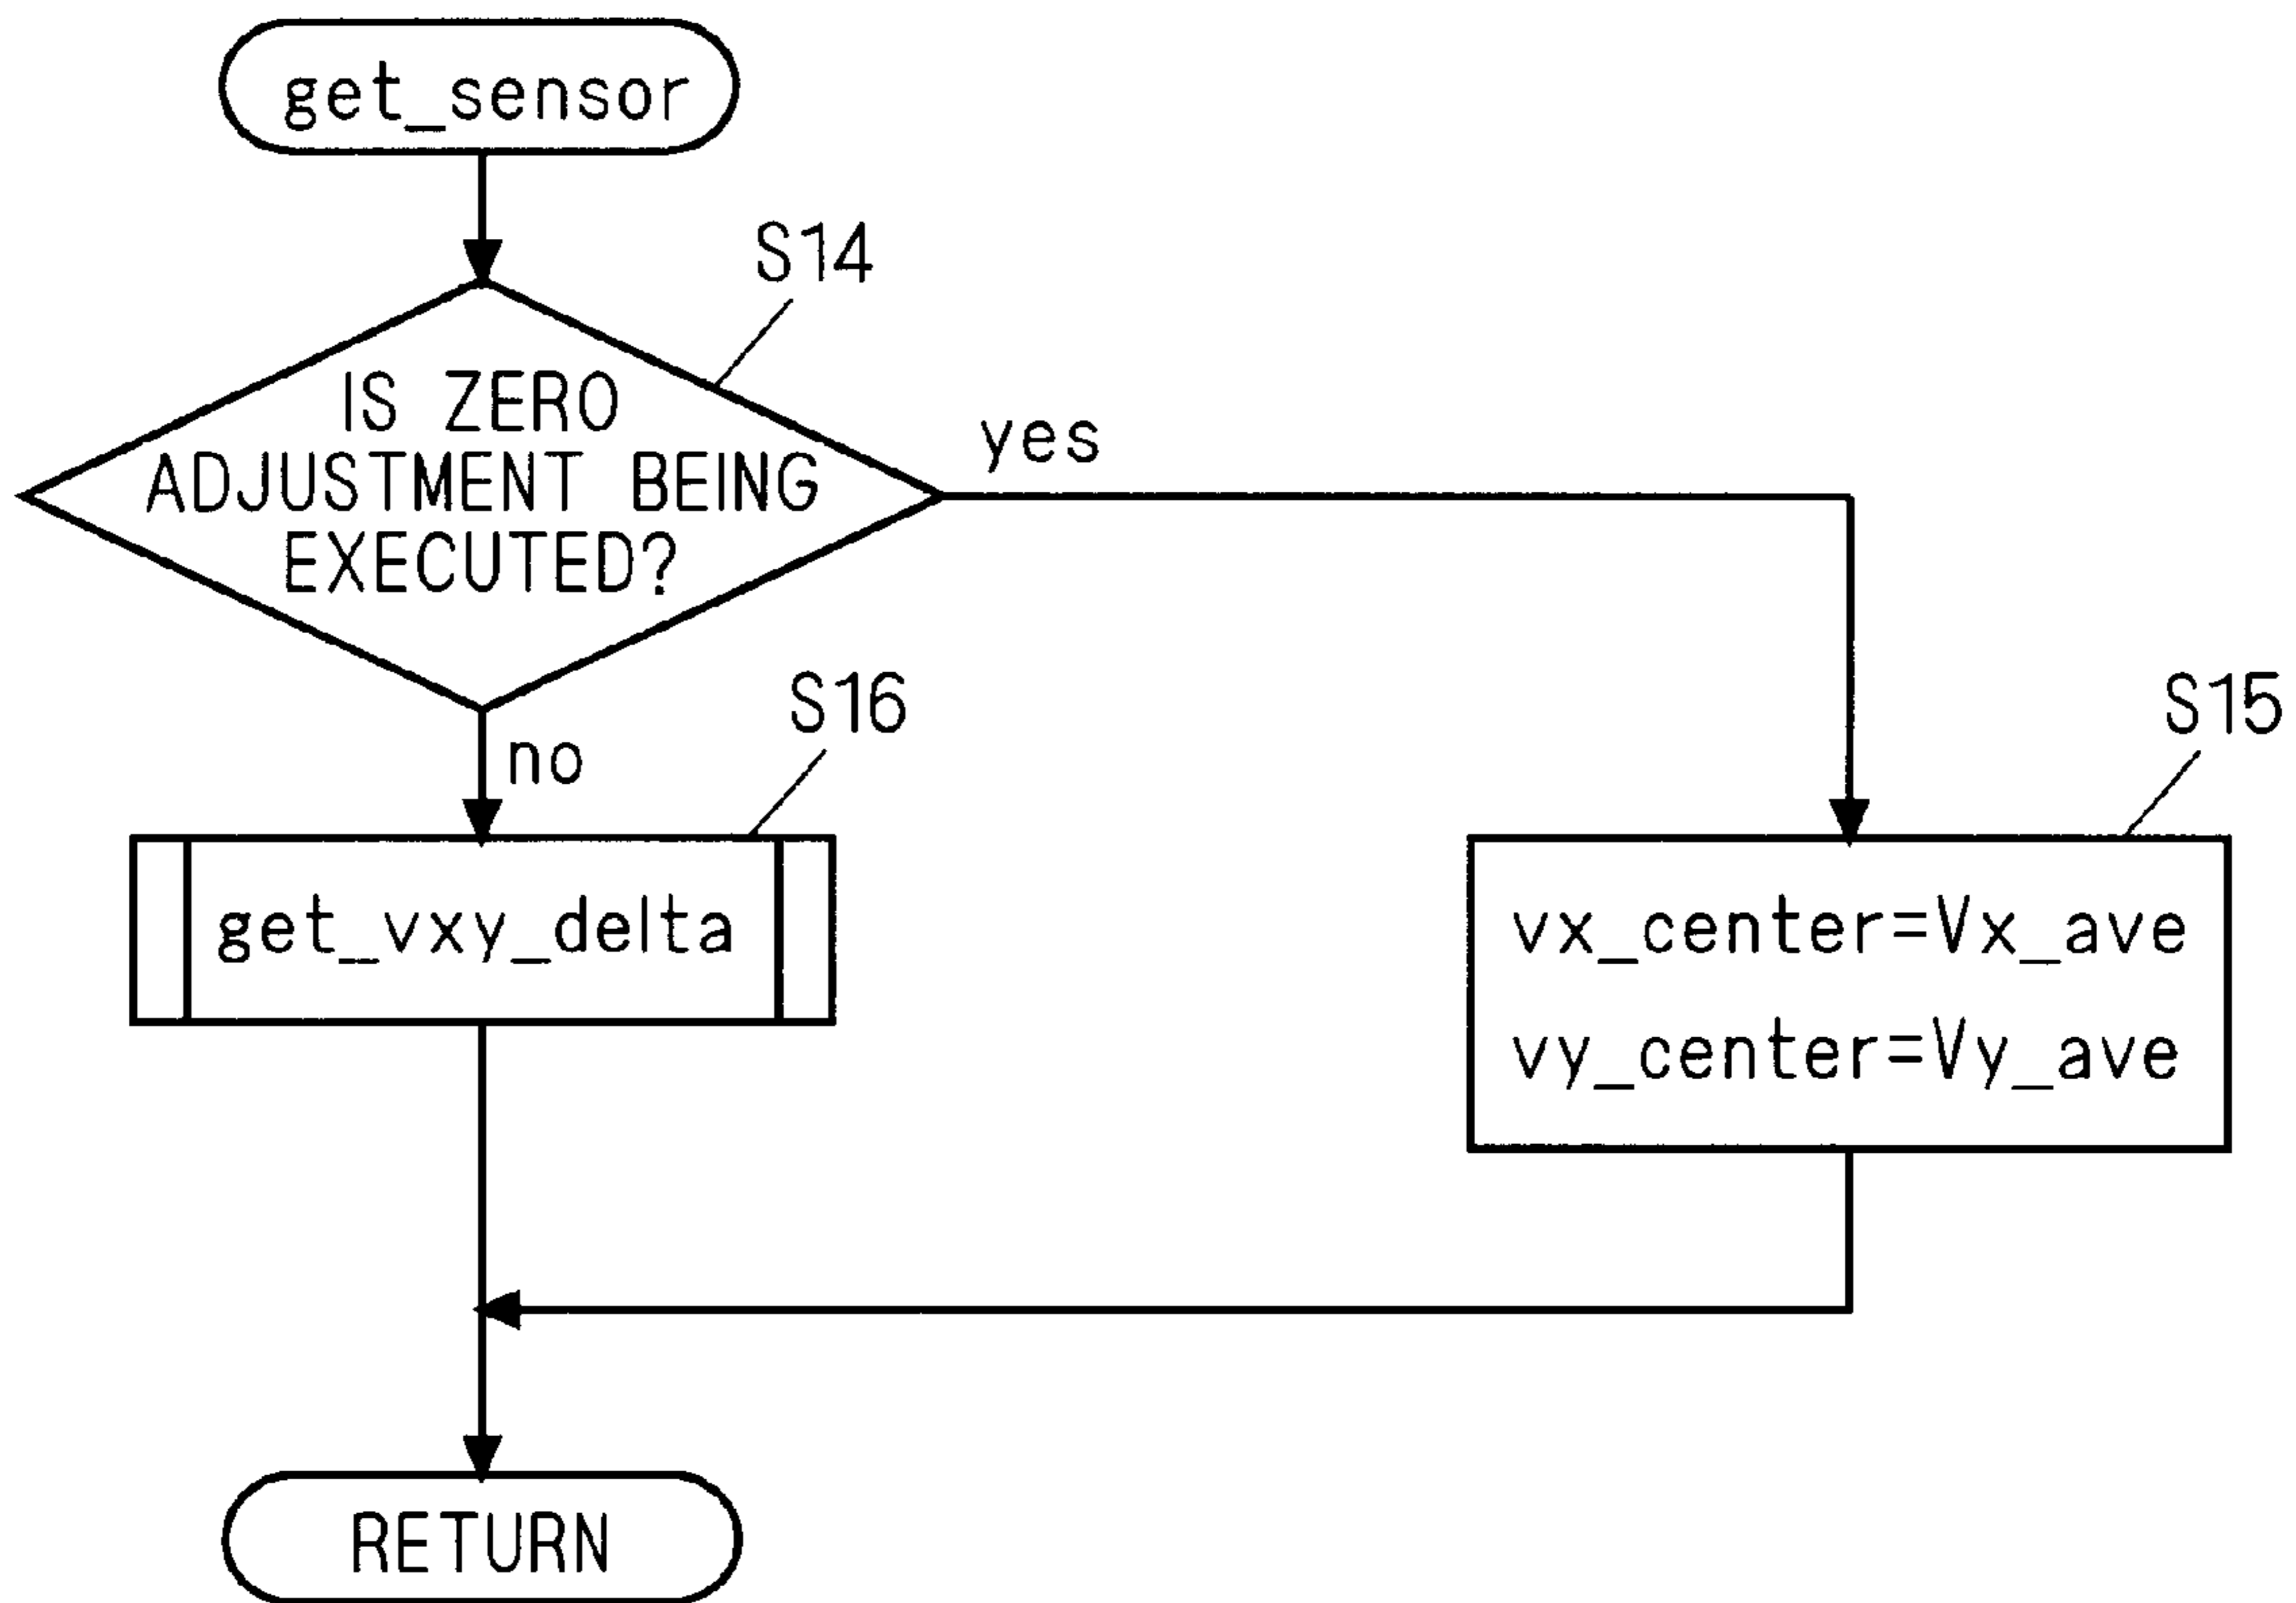 get_sensor
S14
IS ZERO
ADJUSTMENT BEING
EXECUTED?
yes
no
S16
S15
get_vxy_delta
vx_center=Vx_ave
vy_center=Vy_ave
RETURN